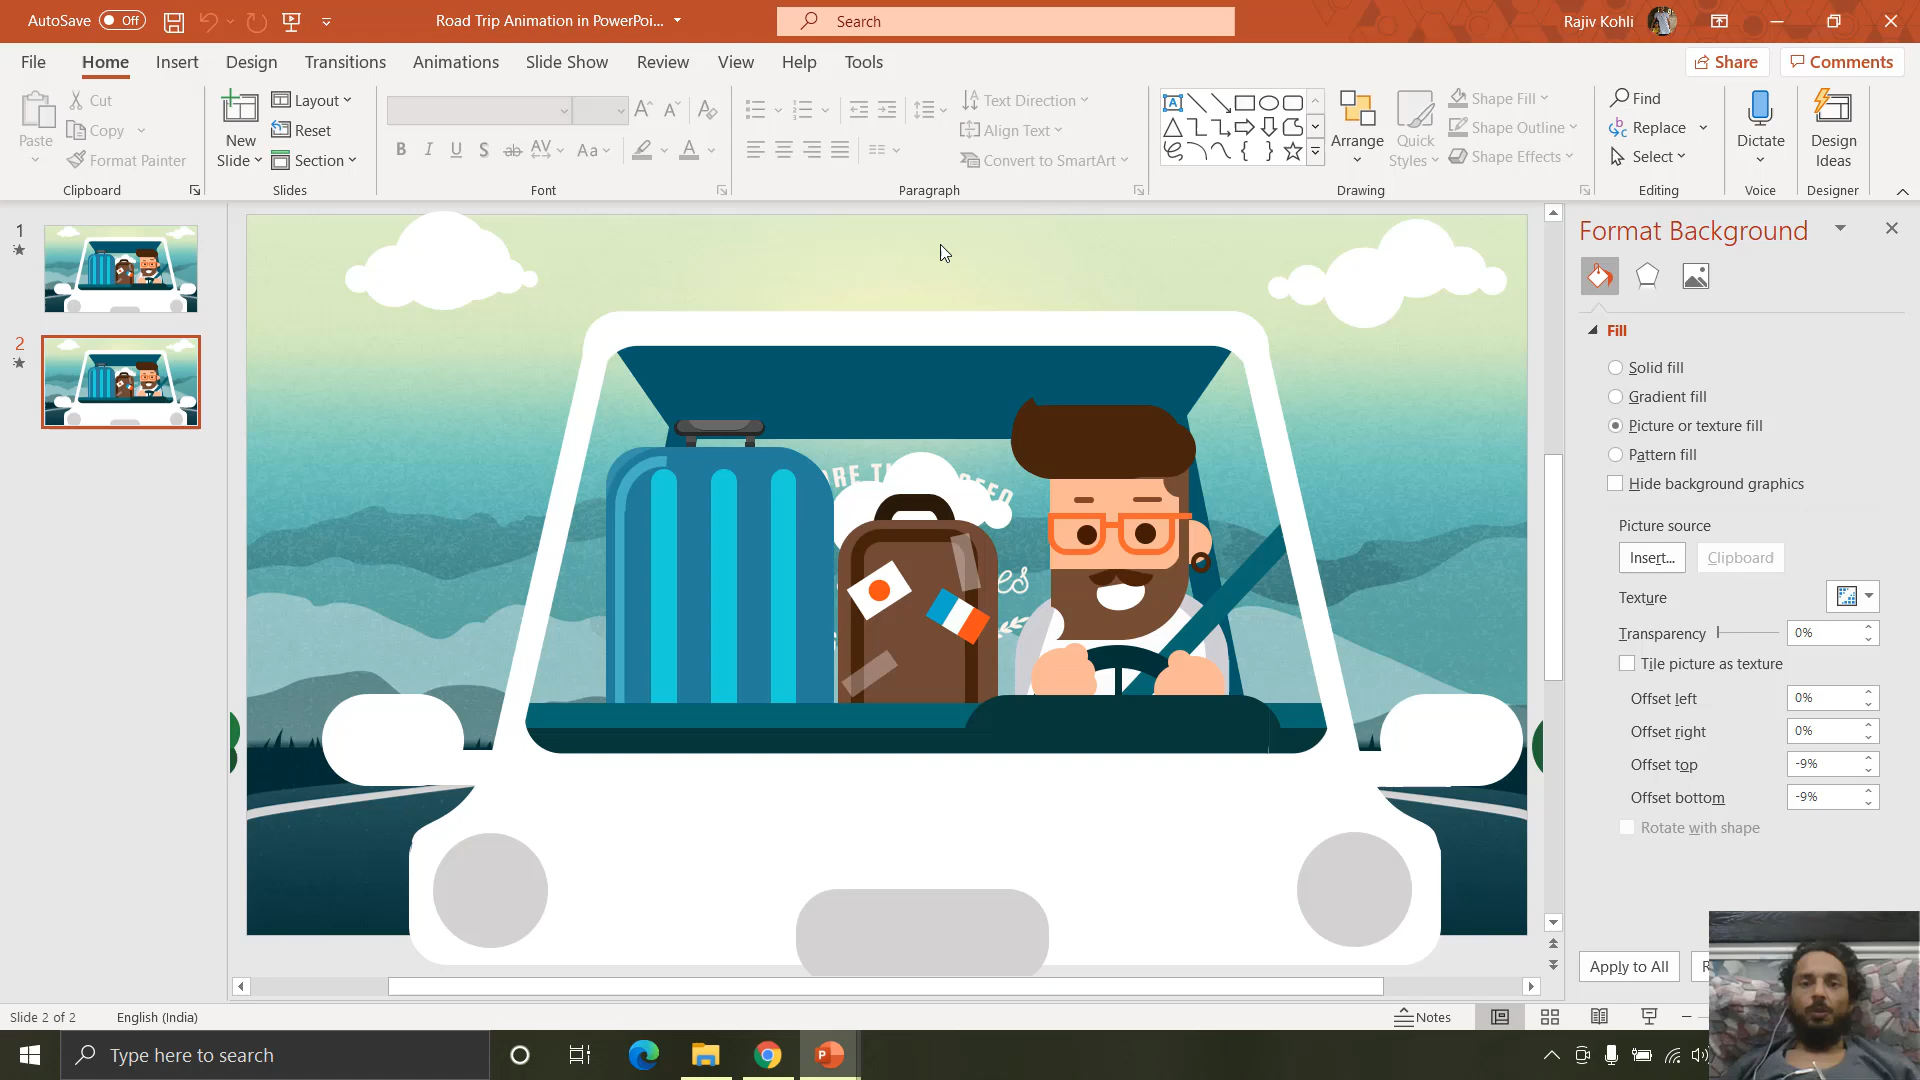 AutoSave Off
Road Trip Animation in PowerPoi...
Search
Rajiv Kohli
File Home Insert Design Transitions Animations Slide Show Review View Help Tools
Share Comments
Paste
Cut
Copy
Format Painter
Clipboard
New Slide
Layout
Reset
Section
Slides
B I U S ab AV Aa A
Font
Text Direction
Align Text
Convert to SmartArt
Paragraph
Arrange
Quick Styles
Shape Fill
Shape Outline
Shape Effects
Drawing
Find
Replace
Select
Editing
Dictate
Voice
Design Ideas
Designer
1
2
Format Background
Fill
Solid fill
Gradient fill
Picture or texture fill
Pattern fill
Hide background graphics
Picture source
Insert... Clipboard
Texture
Transparency 0%
Tile picture as texture
Offset left 0%
Offset right 0%
Offset top -9%
Offset bottom -9%
Rotate with shape
Apply to All
Slide 2 of 2 English (India)
Notes
Type here to search